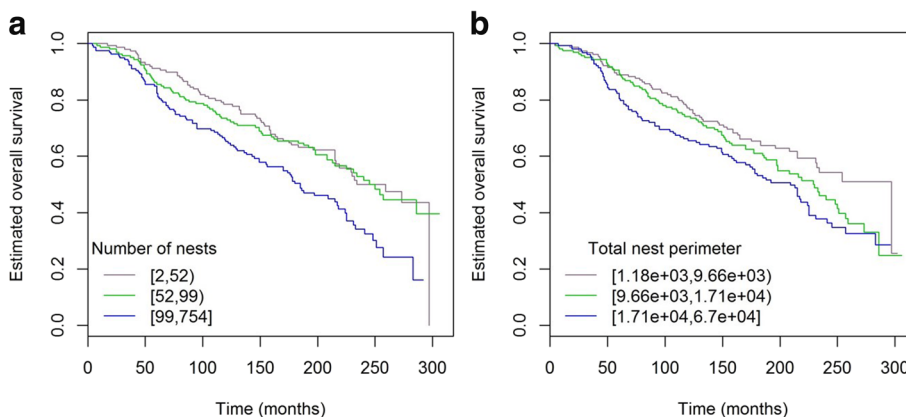 a
Estimated overall survival
1.0
0.8
0.6
0.4
0.2
0.0
Number of nests
[2,52)
[52,99)
[99,754]
0 50 100 150 200 250 300
Time (months)
b
Estimated overall survival
1.0
0.8
0.6
0.4
0.2
0.0
Total nest perimeter
[1.18e+03,9.66e+03)
[9.66e+03,1.71e+04)
[1.71e+04,6.7e+04]
0 50 100 150 200 250 300
Time (months)